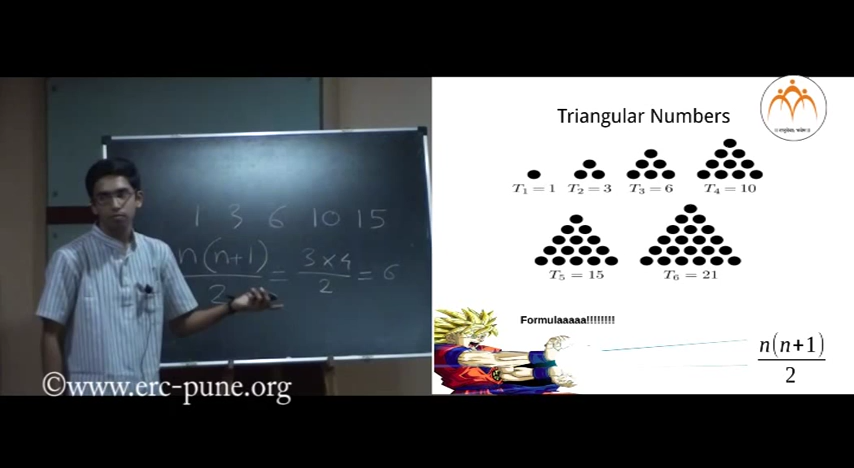 1 3 6 10 15
n(n+1)/2 = 3×4/2 = 6
©www.erc-pune.org
Triangular Numbers
T₁ = 1 T₂ = 3 T₃ = 6 T₄ = 10
T₅ = 15 T₆ = 21
Formulaaaaa!!!!!!!!
n(n+1)/2